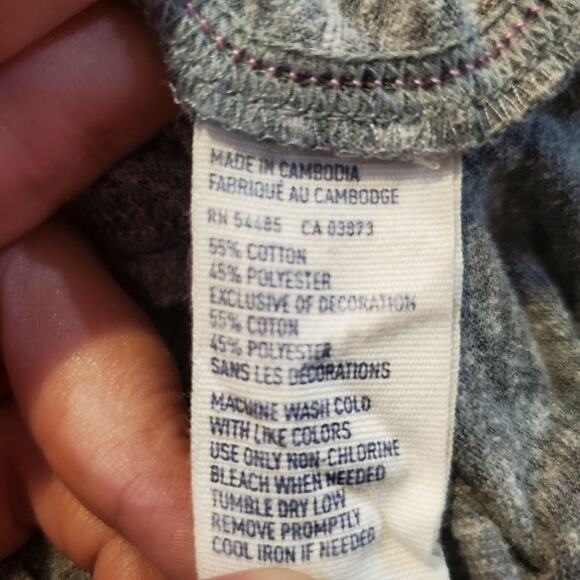 MADE IN CAMBODIA
FABRIQUÉ AU CAMBODGE
RN 54485 CA 03873
55% COTTON
45% POLYESTER
EXCLUSIVE OF DECORATION
55% COTON
45% POLYESTER
SANS LES DÉCORATIONS
MACHINE WASH COLD
WITH LIKE COLORS
USE ONLY NON-CHLORINE
BLEACH WHEN NEEDED
TUMBLE DRY LOW
REMOVE PROMPTLY
COOL IRON IF NEEDED